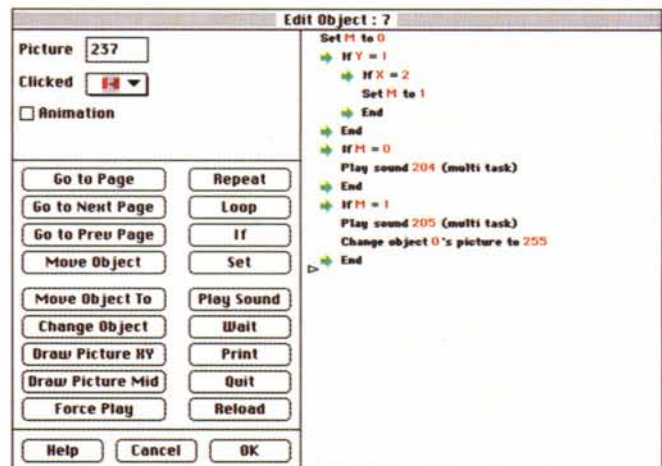 Edit Object : 7
Picture 237
Clicked
Animation
Go to Page
Repeat
Go to Next Page
Loop
Go to Prev Page
If
Move Object
Set
Move Object To
Play Sound
Change Object
Wait
Draw Picture XY
Print
Draw Picture Mid
Quit
Force Play
Reload
Help
Cancel
OK
Set M to 0
If Y = 1
If X = 2
Set M to 1
End
End
If M = 0
Play sound 204 (multi task)
End
If M = 1
Play sound 205 (multi task)
Change object 0's picture to 255
End